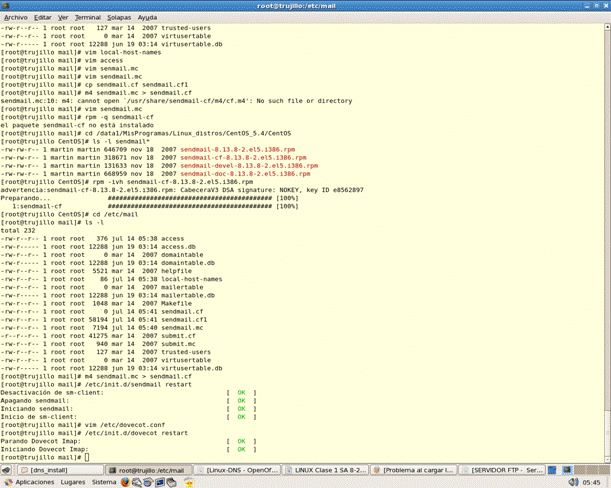 root@trujillo:/etc/mail
Archivo Editar Ver Terminal Solapas Ayuda
-rw-r--r-- 1 root root   127 mar 14  2007 trusted-users
-rw-r--r-- 1 root root     0 mar 14  2007 virtusertable
-rw-r----- 1 root root 12288 jun 19 03:14 virtusertable.db
[root@trujillo mail]# vim local-host-names
[root@trujillo mail]# vim access
[root@trujillo mail]# vim senmail.mc
[root@trujillo mail]# vim sendmail.mc
[root@trujillo mail]# cp sendmail.cf sendmail.cf1
[root@trujillo mail]# m4 sendmail.mc > sendmail.cf
sendmail.mc:10: m4: cannot open `/usr/share/sendmail-cf/m4/cf.m4': No such file or directory
[root@trujillo mail]# vim sendmail.mc
[root@trujillo mail]# rpm -q sendmail-cf
el paquete sendmail-cf no está instalado
[root@trujillo mail]# cd /data1/MisProgramas/Linux_distros/CentOS_5.4/CentOS
[root@trujillo CentOS]# ls -l sendmail*
-rw-r--r-- 1 martin martin 646709 nov 18  2007 sendmail-8.13.8-2.el5.i386.rpm
-rw-r--r-- 1 martin martin 318671 nov 18  2007 sendmail-cf-8.13.8-2.el5.i386.rpm
-rw-r--r-- 1 martin martin 131633 nov 18  2007 sendmail-devel-8.13.8-2.el5.i386.rpm
-rw-r--r-- 1 martin martin 668959 nov 18  2007 sendmail-doc-8.13.8-2.el5.i386.rpm
[root@trujillo CentOS]# rpm -ivh sendmail-cf-8.13.8-2.el5.i386.rpm
advertencia:sendmail-cf-8.13.8-2.el5.i386.rpm: CabeceraV3 DSA signature: NOKEY, key ID e8562897
Preparando... ########################################### [100%]
1:sendmail-cf ########################################### [100%]
[root@trujillo CentOS]# cd /etc/mail
[root@trujillo mail]# ls -l
total 232
-rw-r--r-- 1 root root   376 jul 14 05:38 access
-rw-r----- 1 root root 12288 jun 19 03:14 access.db
-rw-r--r-- 1 root root     0 mar 14  2007 domaintable
-rw-r----- 1 root root 12288 jun 19 03:14 domaintable.db
-rw-r--r-- 1 root root  5521 mar 14  2007 helpfile
-rw-r--r-- 1 root root    86 jul 14 05:38 local-host-names
-rw-r--r-- 1 root root     0 mar 14  2007 mailertable
-rw-r----- 1 root root 12288 jun 19 03:14 mailertable.db
-rw-r--r-- 1 root root  1048 mar 14  2007 Makefile
-rw-r--r-- 1 root root     0 jul 14 05:41 sendmail.cf
-rw-r--r-- 1 root root 58194 jul 14 05:41 sendmail.cf1
-rw-r--r-- 1 root root  7194 jul 14 05:40 sendmail.mc
-rw-r--r-- 1 root root 41275 mar 14  2007 submit.cf
-rw-r--r-- 1 root root   940 mar 14  2007 submit.mc
-rw-r--r-- 1 root root   127 mar 14  2007 trusted-users
-rw-r--r-- 1 root root     0 mar 14  2007 virtusertable
-rw-r----- 1 root root 12288 jun 19 03:14 virtusertable.db
[root@trujillo mail]# m4 sendmail.mc > sendmail.cf
[root@trujillo mail]# /etc/init.d/sendmail restart
Desactivación de sm-client: [ OK ]
Apagando sendmail: [ OK ]
Iniciando sendmail: [ OK ]
Inicio de sm-client: [ OK ]
[root@trujillo mail]# vim /etc/dovecot.conf
[root@trujillo mail]# /etc/init.d/dovecot restart
Parando Dovecot Imap: [ OK ]
Iniciando Dovecot Imap: [ OK ]
[root@trujillo mail]#
[dns_install] root@trujillo:/etc/mail [Linux-DNS - OpenOf... LINUX Clase 1 SA 8-2... [Problema al cargar l... [SERVIDOR FTP - Ser...
Aplicaciones Lugares Sistema 05:45